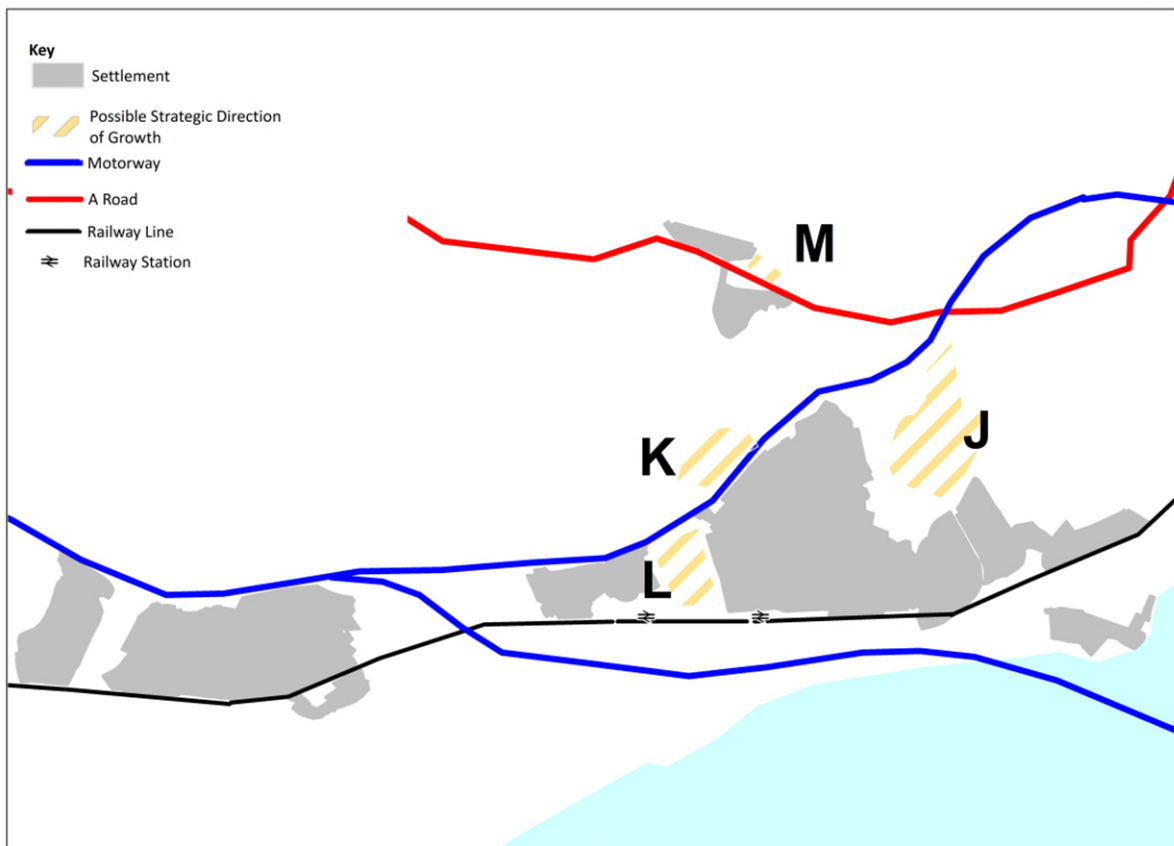 Key
Settlement
Possible Strategic Direction
of Growth
Motorway
A Road
Railway Line
Railway Station
M
J
K
L